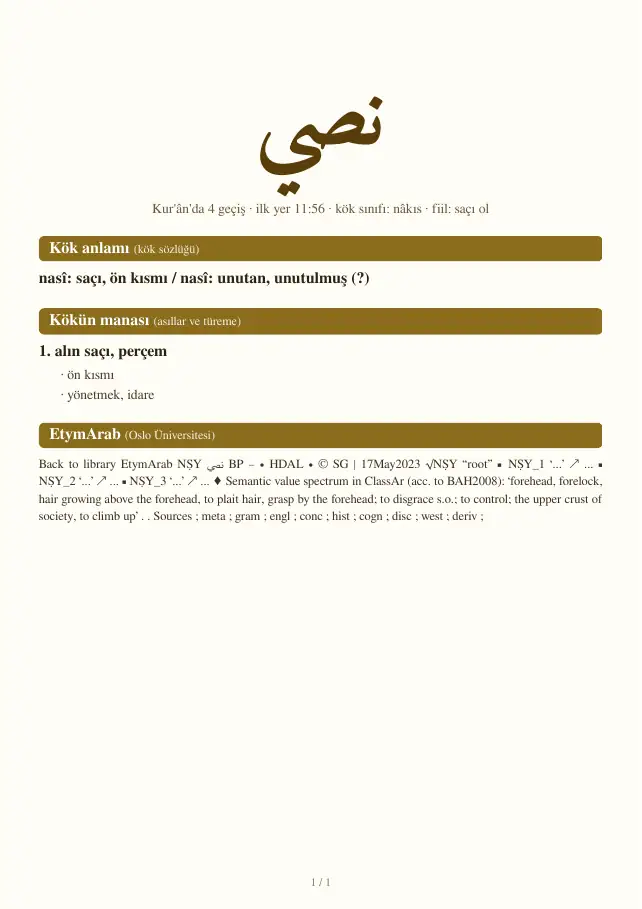 نصي
Kur'ân'da 4 geçiş · ilk yer 11:56 · kök sınıfı: nâkıs · fiil: saçı ol
Kök anlamı (kök sözlüğü)
nasî: saçı, ön kısmı / nasî: unutan, unutulmuş (?)
Kökün manası (asıllar ve türeme)
1. alın saçı, perçem
· ön kısmı
· yönetmek, idare
EtymArab (Oslo Üniversitesi)
Back to library EtymArab NṢY نصي BP – • HDAL • © SG | 17May2023 √NṢY “root” ▪ NṢY_1 ‘...’ ↗ ... ▪
NṢY_2 ‘...’ ↗ ... ▪ NṢY_3 ‘...’ ↗ ... ♦ Semantic value spectrum in ClassAr (acc. to BAH2008): ‘forehead, forelock,
hair growing above the forehead, to plait hair, grasp by the forehead; to disgrace s.o.; to control; the upper crust of
society, to climb up’ . . Sources ; meta ; gram ; engl ; conc ; hist ; cogn ; disc ; west ; deriv ;
1 / 1